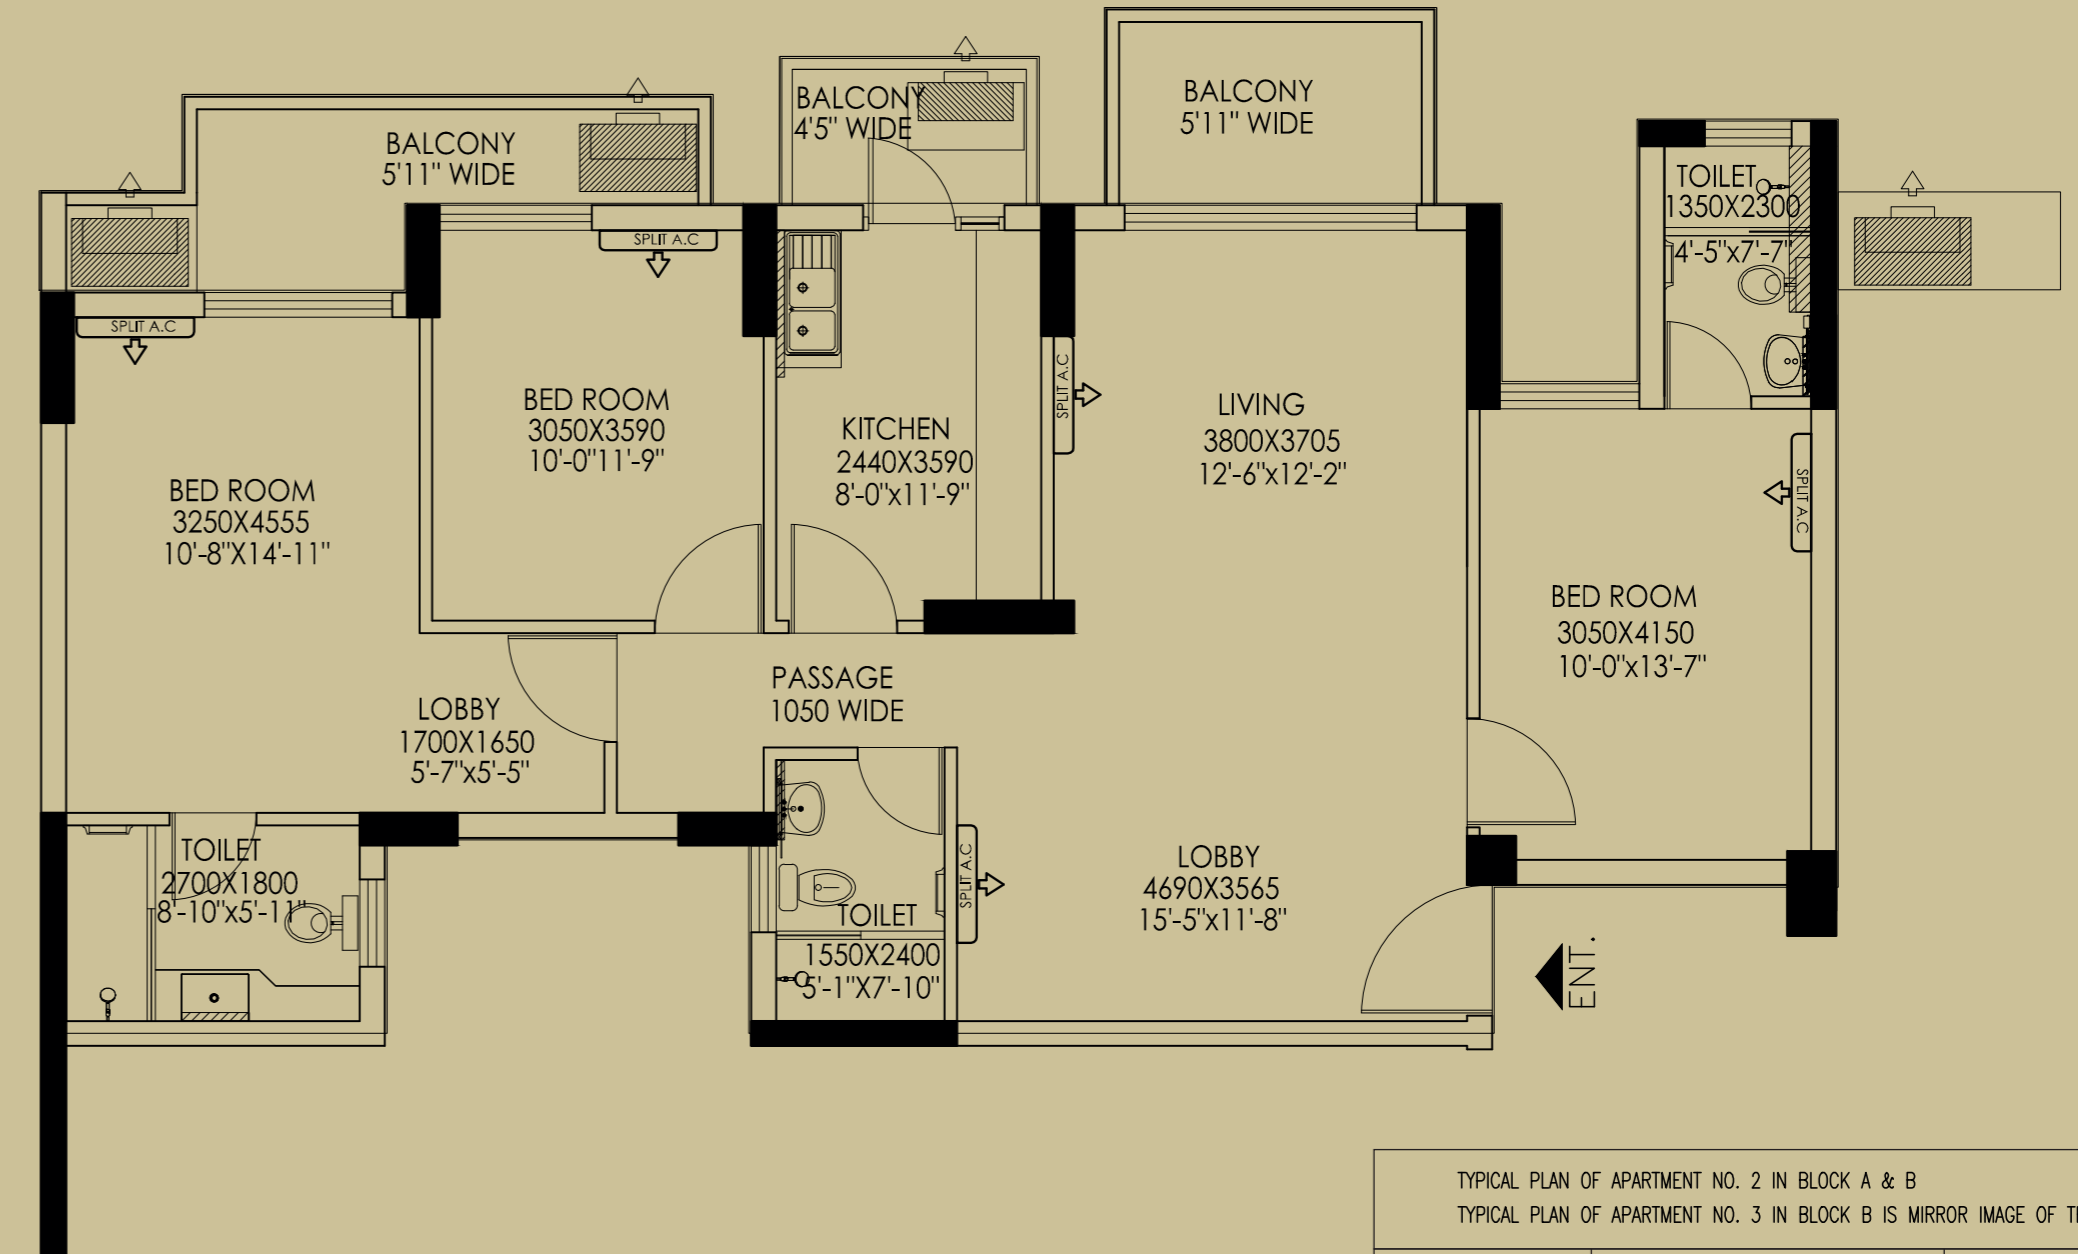 BALCONY
5'11" WIDE
BALCONY
4'5" WIDE
BALCONY
5'11" WIDE
TOILET
1350X2300
4'-5"x7'-7"
SPLIT A.C
SPLIT A.C
SPLIT A.C
SPLIT A.C
BED ROOM
3250X4555
10'-8"X14'-11"
BED ROOM
3050X3590
10'-0"11'-9"
KITCHEN
2440X3590
8'-0"x11'-9"
LIVING
3800X3705
12'-6"x12'-2"
BED ROOM
3050X4150
10'-0"x13'-7"
LOBBY
1700X1650
5'-7"x5'-5"
PASSAGE
1050 WIDE
TOILET
2700X1800
8'-10"x5'-11"
TOILET
1550X2400
5'-1"X7'-10"
SPLIT A.C
LOBBY
4690X3565
15'-5"x11'-8"
ENT.
TYPICAL PLAN OF APARTMENT NO. 2 IN BLOCK A & B
TYPICAL PLAN OF APARTMENT NO. 3 IN BLOCK B IS MIRROR IMAGE OF